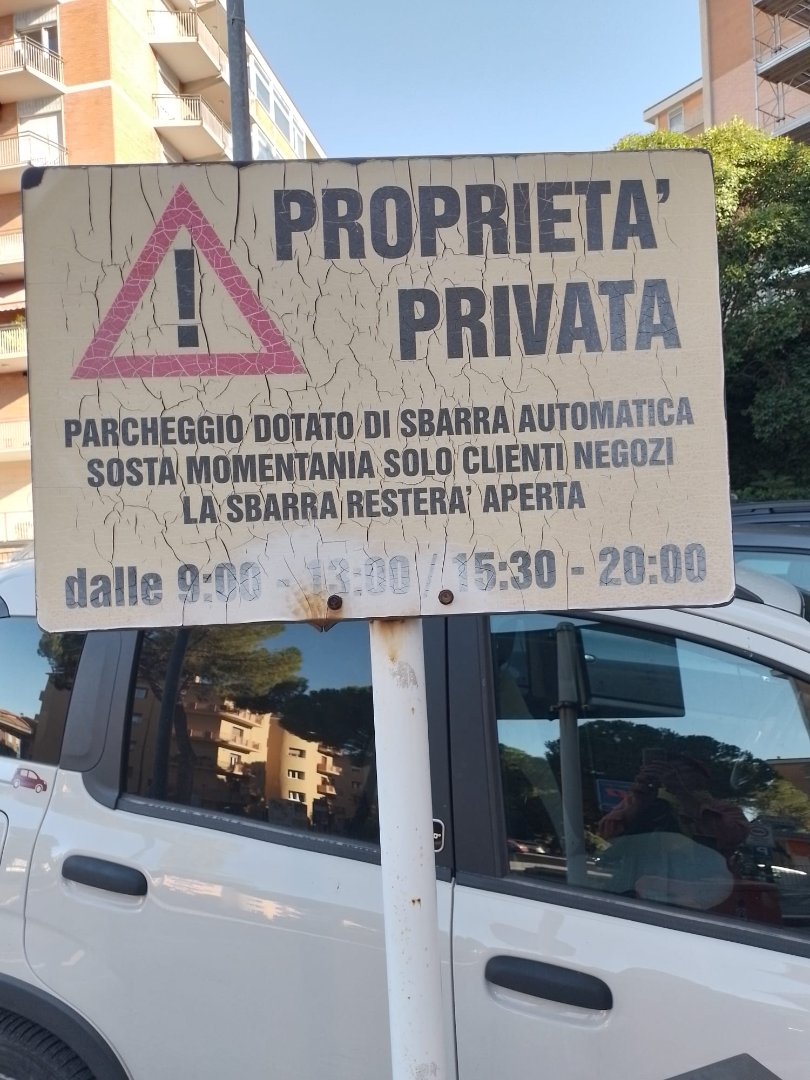 PROPRIETA'
PRIVATA
PARCHEGGIO DOTATO DI SBARRA AUTOMATICA
SOSTA MOMENTANIA SOLO CLIENTI NEGOZI
LA SBARRA RESTERA' APERTA
dalle 9:00 - 13:00 / 15:30 - 20:00